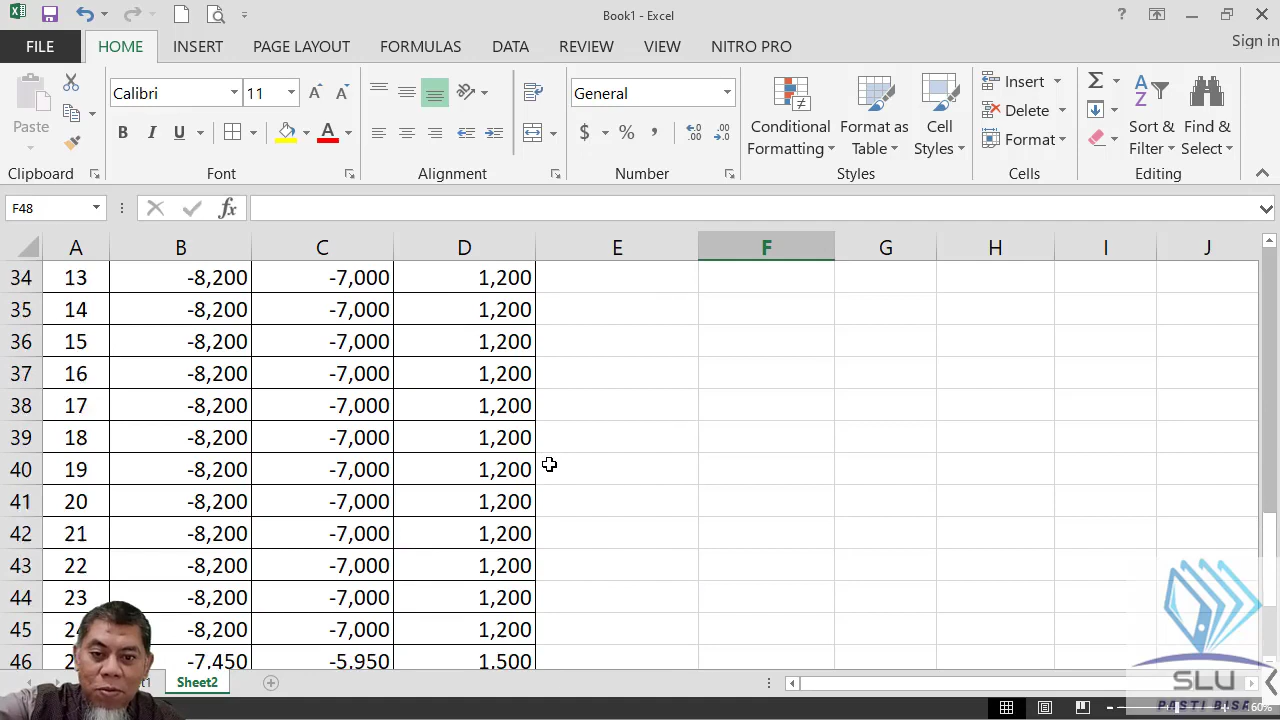 Book1 - Excel
?
Sign in
FILE HOME INSERT PAGE LAYOUT FORMULAS DATA REVIEW VIEW NITRO PRO
Paste
Clipboard
Calibri 11
B I U
Font
Alignment
General
$ % ,
Number
Conditional Formatting
Format as Table
Cell Styles
Styles
Insert
Delete
Format
Cells
Sort & Filter
Find & Select
Editing
F48
fx
A B C D E F G H I J
34 13 -8,200 -7,000 1,200
35 14 -8,200 -7,000 1,200
36 15 -8,200 -7,000 1,200
37 16 -8,200 -7,000 1,200
38 17 -8,200 -7,000 1,200
39 18 -8,200 -7,000 1,200
40 19 -8,200 -7,000 1,200
41 20 -8,200 -7,000 1,200
42 21 -8,200 -7,000 1,200
43 22 -8,200 -7,000 1,200
44 23 -8,200 -7,000 1,200
45 -8,200 -7,000 1,200
46 -7,450 -5,950 1,500
Sheet2
SLU
PASTI BISA
160%